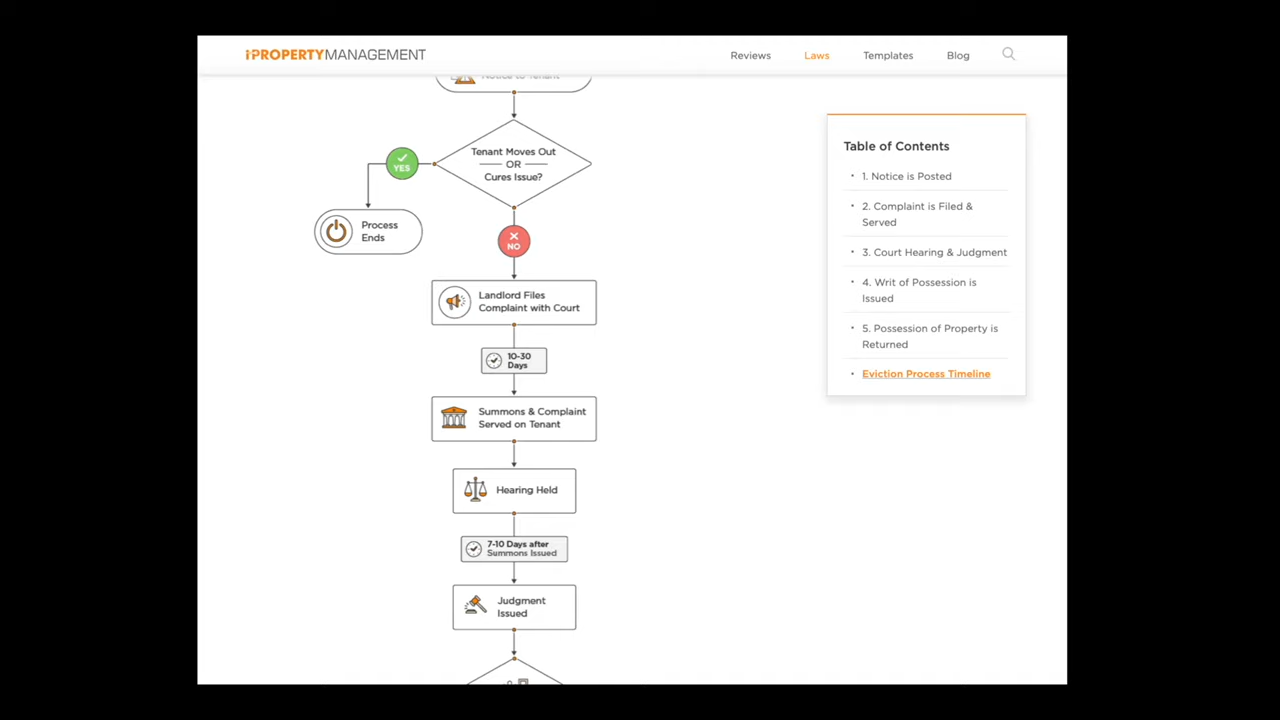 iPROPERTYMANAGEMENT
Reviews
Laws
Templates
Blog
Notice to Tenant
Tenant Moves Out
OR
Cures Issue?
YES
Process
Ends
NO
Landlord Files
Complaint with Court
10-30
Days
Summons & Complaint
Served on Tenant
Hearing Held
7-10 Days after
Summons Issued
Judgment
Issued
Table of Contents
1. Notice is Posted
2. Complaint is Filed &
Served
3. Court Hearing & Judgment
4. Writ of Possession is
Issued
5. Possession of Property is
Returned
Eviction Process Timeline